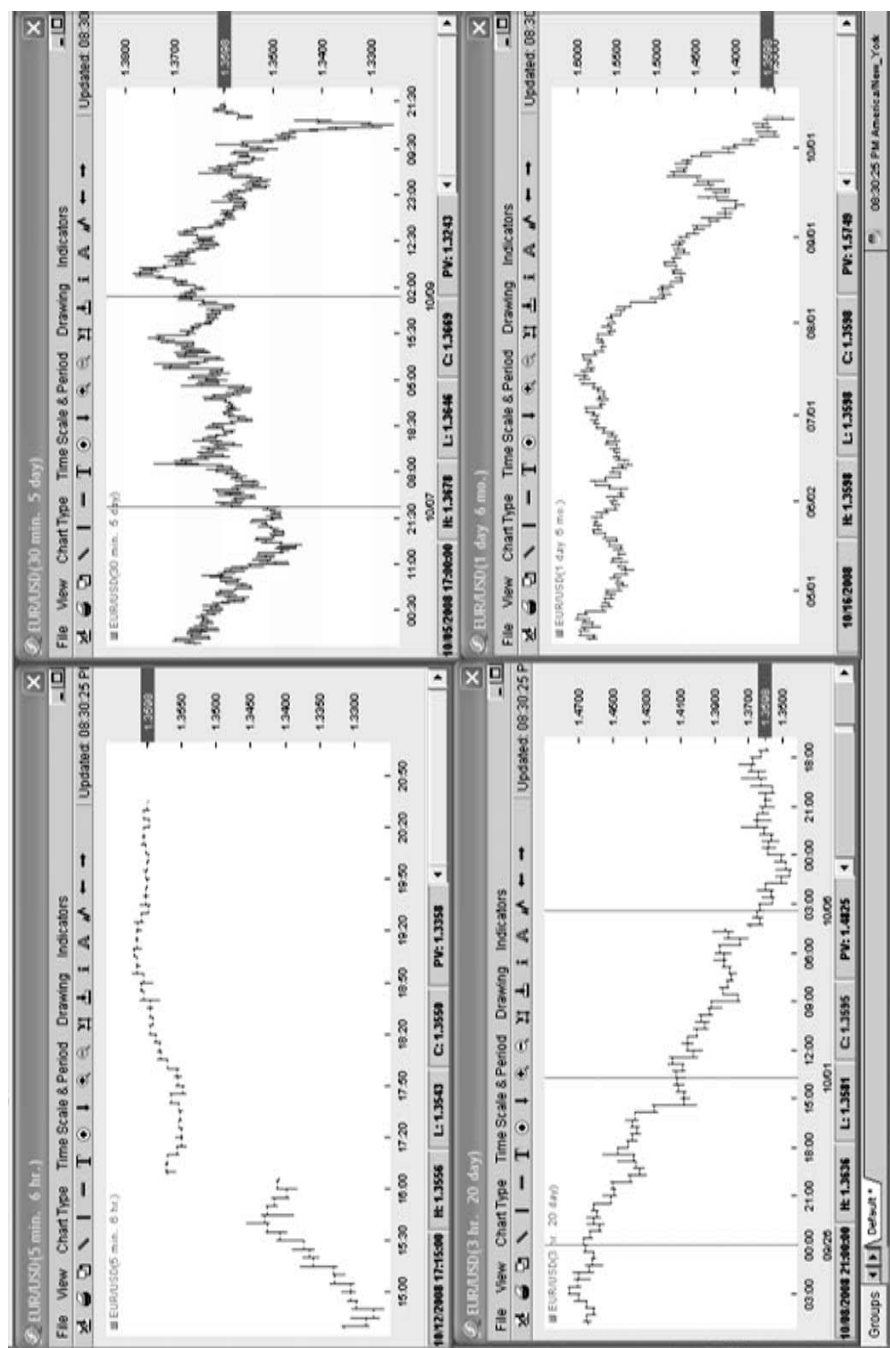 EUR/USD(5 min. 6 hr.)
File View Chart Type Time Scale & Period Drawing Indicators
Updated: 08:30:25 P
EUR/USD(5 min. 6 hr.)
1.3598
1.3550
1.3500
1.3450
1.3400
1.3350
1.3300
15:00 15:30 16:00 17:20 17:50 18:20 18:50 19:20 19:50 20:20 20:50
10/12/2008 17:15:00 H: 1.3556 L: 1.3543 C: 1.3550 PV: 1.3358
EUR/USD(30 min. 5 day)
File View Chart Type Time Scale & Period Drawing Indicators
Updated: 08:30
EUR/USD(30 min. 5 day)
1.3800
1.3700
1.3598
1.3500
1.3400
1.3300
00:30 11:00 21:30 08:00 18:30 05:00 15:30 02:00 12:30 23:00 09:30 21:30
10/07 10/09
10/05/2008 17:00:00 H: 1.3678 L: 1.3646 C: 1.3669 PV: 1.3243
EUR/USD(3 hr. 20 day)
File View Chart Type Time Scale & Period Drawing Indicators
Updated: 08:30:25 P
EUR/USD(3 hr. 20 day)
1.4700
1.4500
1.4300
1.4100
1.3900
1.3700
1.3598
1.3500
03:00 00:00 21:00 18:00 15:00 12:00 09:00 06:00 03:00 00:00 21:00 18:00
09/26 10/01 10/06
10/08/2008 21:00:00 H: 1.3636 L: 1.3581 C: 1.3595 PV: 1.4825
EUR/USD(1 day 6 mo.)
File View Chart Type Time Scale & Period Drawing Indicators
Updated: 08:30
EUR/USD(1 day 6 mo.)
1.6000
1.5500
1.5000
1.4500
1.4000
1.3598
05/01 06/02 07/01 08/01 09/01 10/01
10/16/2008 H: 1.3598 L: 1.3598 C: 1.3598 PV: 1.5749
Groups Default *
08:30:25 PM America/New_York